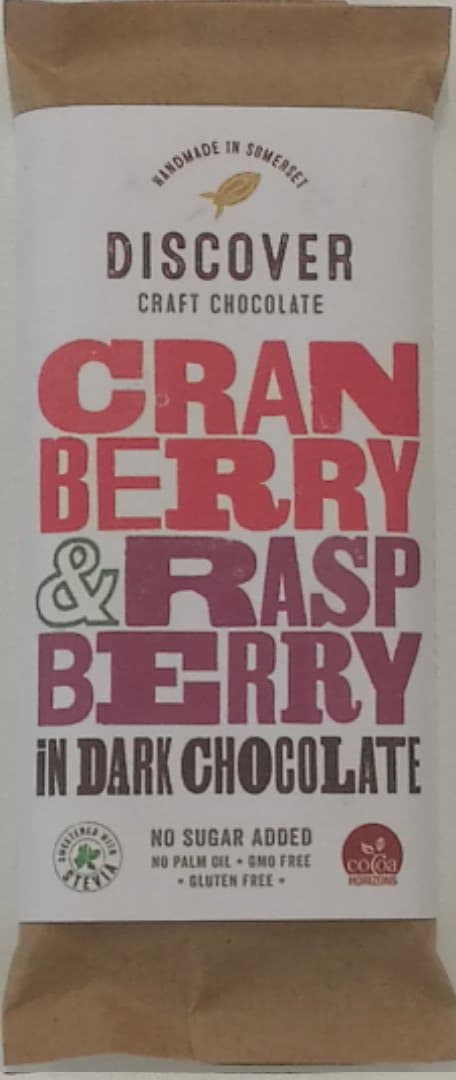 HANDMADE IN SOMERSET
DISCOVER
CRAFT CHOCOLATE
CRAN
BERRY
& RASP
BERRY
iN DARK CHOCOLATE
SWEETENED WITH
STEVIA
NO SUGAR ADDED
NO PALM OIL • GMO FREE
• GLUTEN FREE •
cocoa
HORIZONS